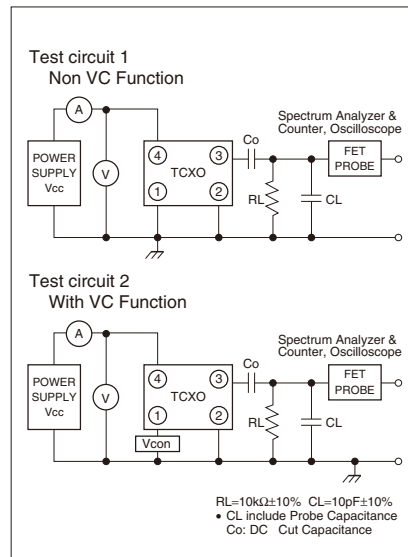 Test circuit 1
Non VC Function
A
POWER
SUPPLY
Vcc
V
4
3
TCXO
1
2
Co
RL
CL
Spectrum Analyzer &
Counter, Oscilloscope
FET
PROBE
Test circuit 2
With VC Function
A
POWER
SUPPLY
Vcc
V
4
3
TCXO
1
2
Vcon
Co
RL
CL
Spectrum Analyzer &
Counter, Oscilloscope
FET
PROBE
RL=10kΩ±10% CL=10pF±10%
• CL include Probe Capacitance
Co: DC Cut Capacitance